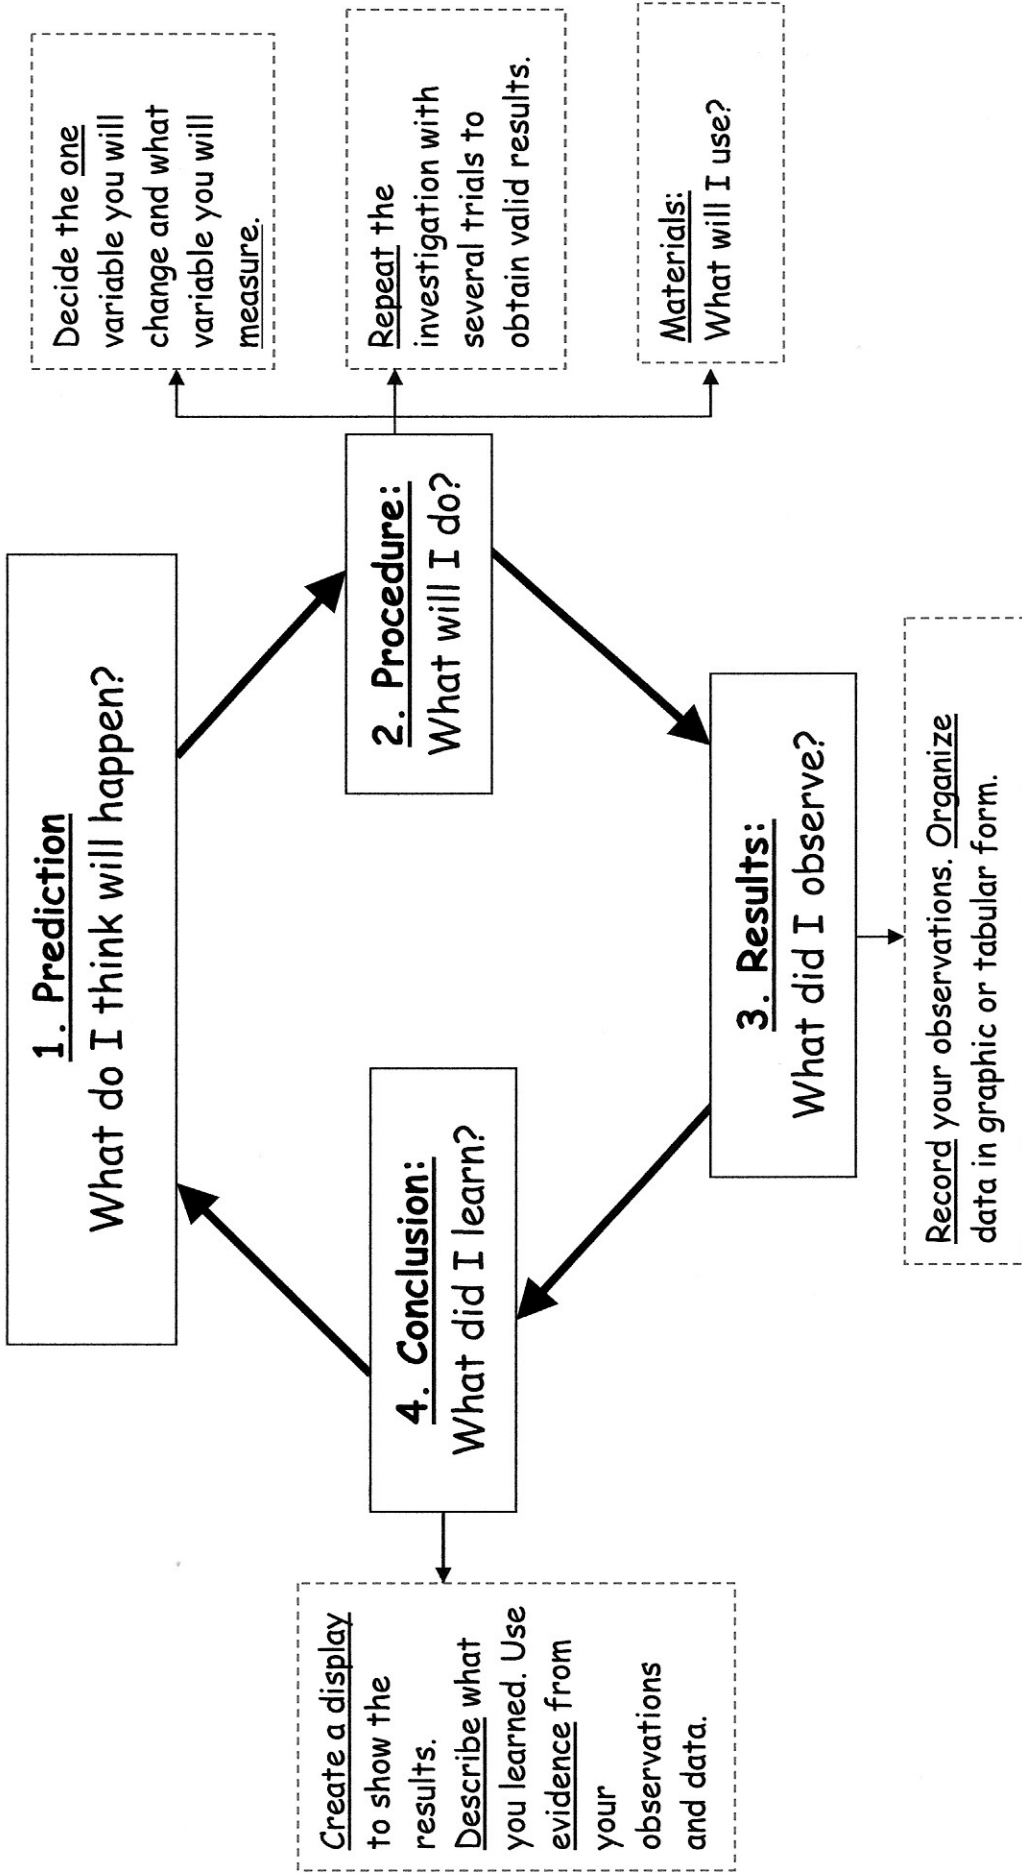 1. Prediction
What do I think will happen?
2. Procedure:
What will I do?
Decide the one
variable you will
change and what
variable you will
measure.
Repeat the
investigation with
several trials to
obtain valid results.
Materials:
What will I use?
3. Results:
What did I observe?
Record your observations. Organize
data in graphic or tabular form.
4. Conclusion:
What did I learn?
Create a display
to show the
results.
Describe what
you learned. Use
evidence from
your
observations
and data.